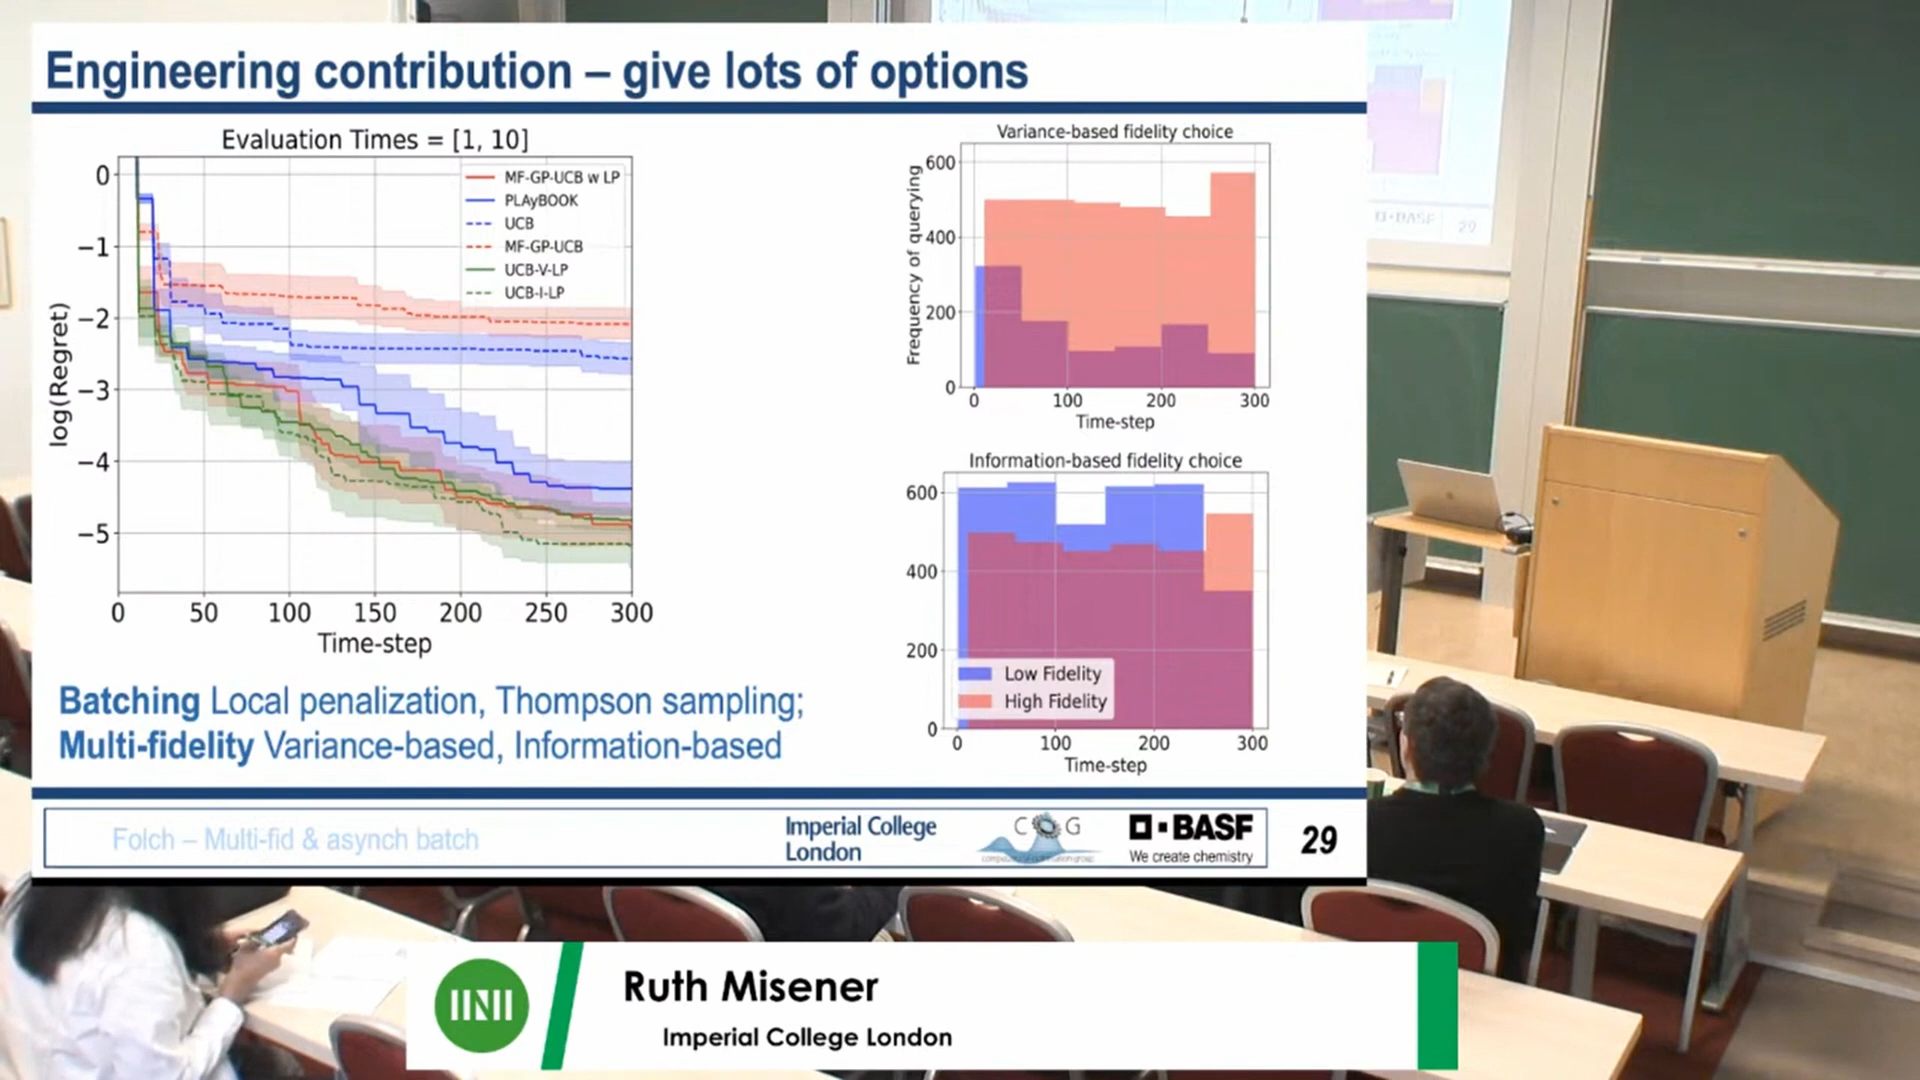 Engineering contribution – give lots of options
Evaluation Times = [1, 10]
0
−1
−2
−3
−4
−5
log(Regret)
MF-GP-UCB w LP
PLAyBOOK
UCB
MF-GP-UCB
UCB-V-LP
UCB-I-LP
0 50 100 150 200 250 300
Time-step
Variance-based fidelity choice
Frequency of querying
600
400
200
0
0 100 200 300
Time-step
Information-based fidelity choice
600
400
200
0
Low Fidelity
High Fidelity
0 100 200 300
Time-step
Batching Local penalization, Thompson sampling;
Multi-fidelity Variance-based, Information-based
Folch – Multi-fid & asynch batch
Imperial College
London
C G
BASF
We create chemistry
29
BASF 29
Ruth Misener
Imperial College London